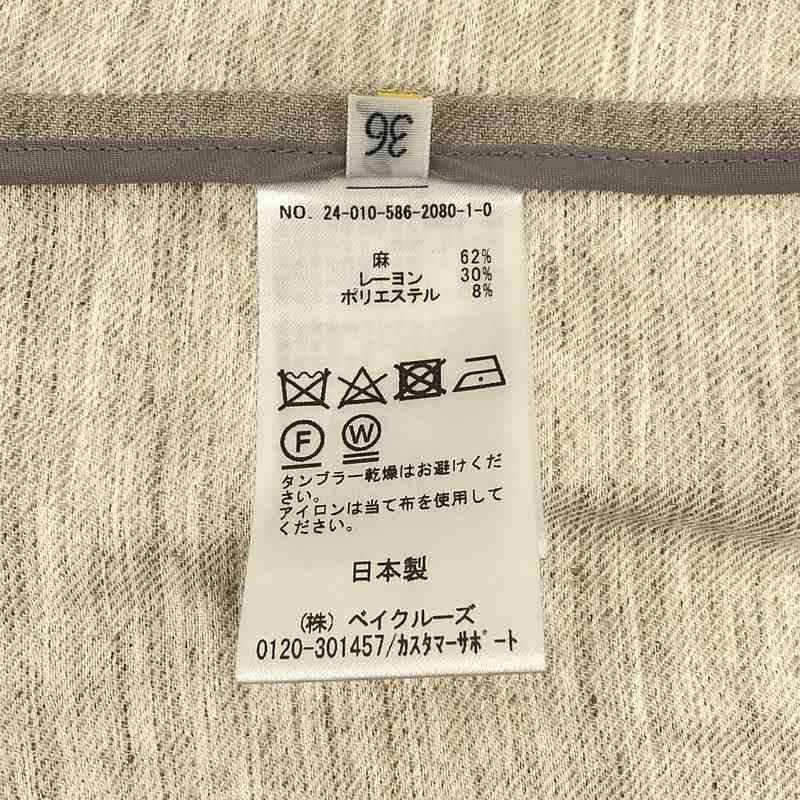 36
NO. 24-010-586-2080-1-0
麻 62%
レーヨン 30%
ポリエステル 8%
F W
タンブラー乾燥はお避けくだ
さい。
アイロンは当て布を使用して
ください。
日本製
(株) ベイクルーズ
0120-301457/カスタマーサポート